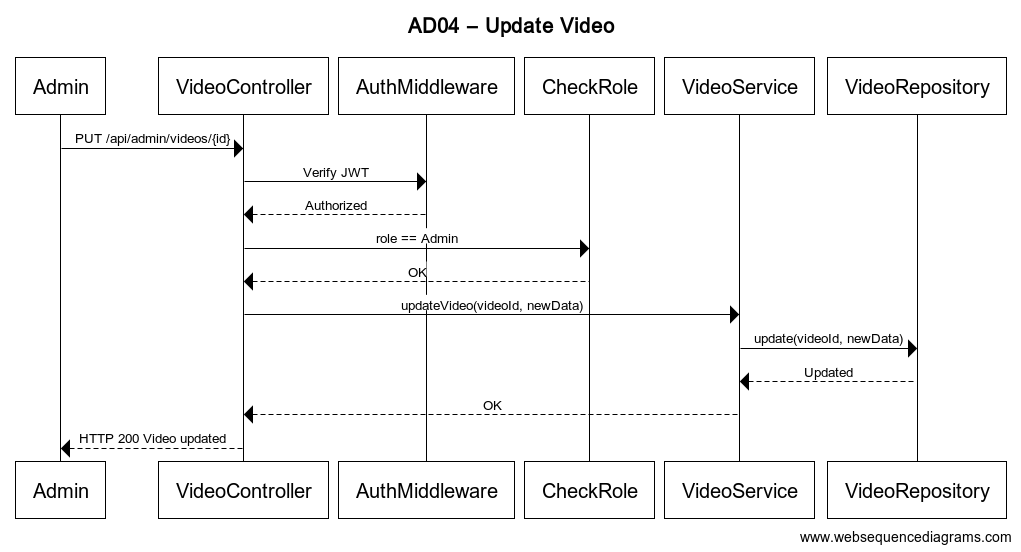 AD04 – Update Video
Admin VideoController AuthMiddleware CheckRole VideoService VideoRepository
PUT /api/admin/videos/{id}
Verify JWT
Authorized
role == Admin
OK
updateVideo(videoId, newData)
update(videoId, newData)
Updated
OK
HTTP 200 Video updated
Admin VideoController AuthMiddleware CheckRole VideoService VideoRepository
www.websequencediagrams.com